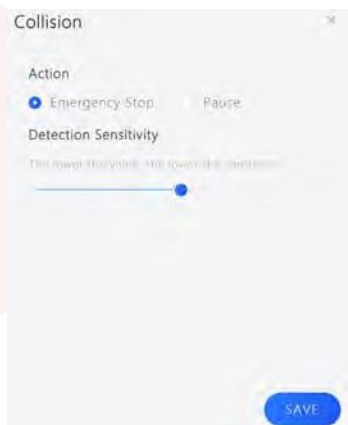 Collision
Action
Emergency Stop Pause
Detection Sensitivity
The lower the value, the lower the sensitivity
SAVE